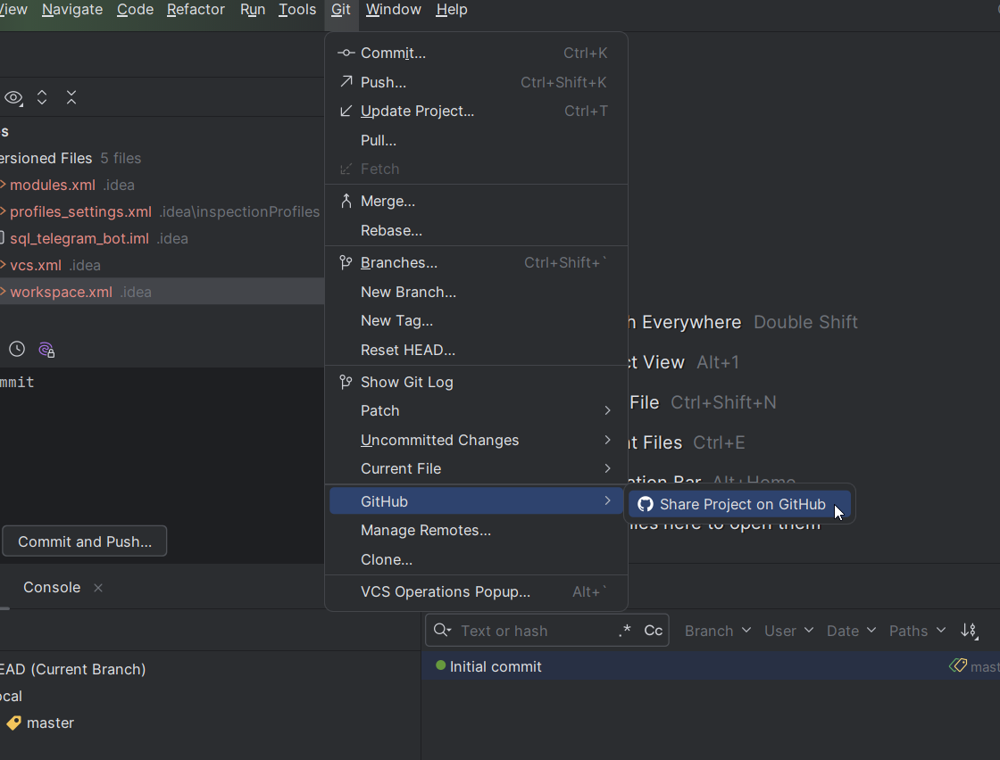 View Navigate Code Refactor Run Tools Git Window Help
Commit... Ctrl+K
Push... Ctrl+Shift+K
Update Project... Ctrl+T
Pull...
Fetch
Merge...
Rebase...
Branches... Ctrl+Shift+`
New Branch...
New Tag...
Reset HEAD...
Show Git Log
Patch
Uncommitted Changes
Current File
GitHub
Share Project on GitHub
Manage Remotes...
Clone...
VCS Operations Popup... Alt+`
s
ersioned Files 5 files
modules.xml .idea
profiles_settings.xml .idea\inspectionProfiles
sql_telegram_bot.iml .idea
vcs.xml .idea
workspace.xml .idea
mmit
Commit and Push...
h Everywhere Double Shift
ct View Alt+1
File Ctrl+Shift+N
nt Files Ctrl+E
ation Bar Alt+Home
files here to open them
Console
Text or hash .* Cc Branch User Date Paths
EAD (Current Branch)
ocal
master
Initial commit mast